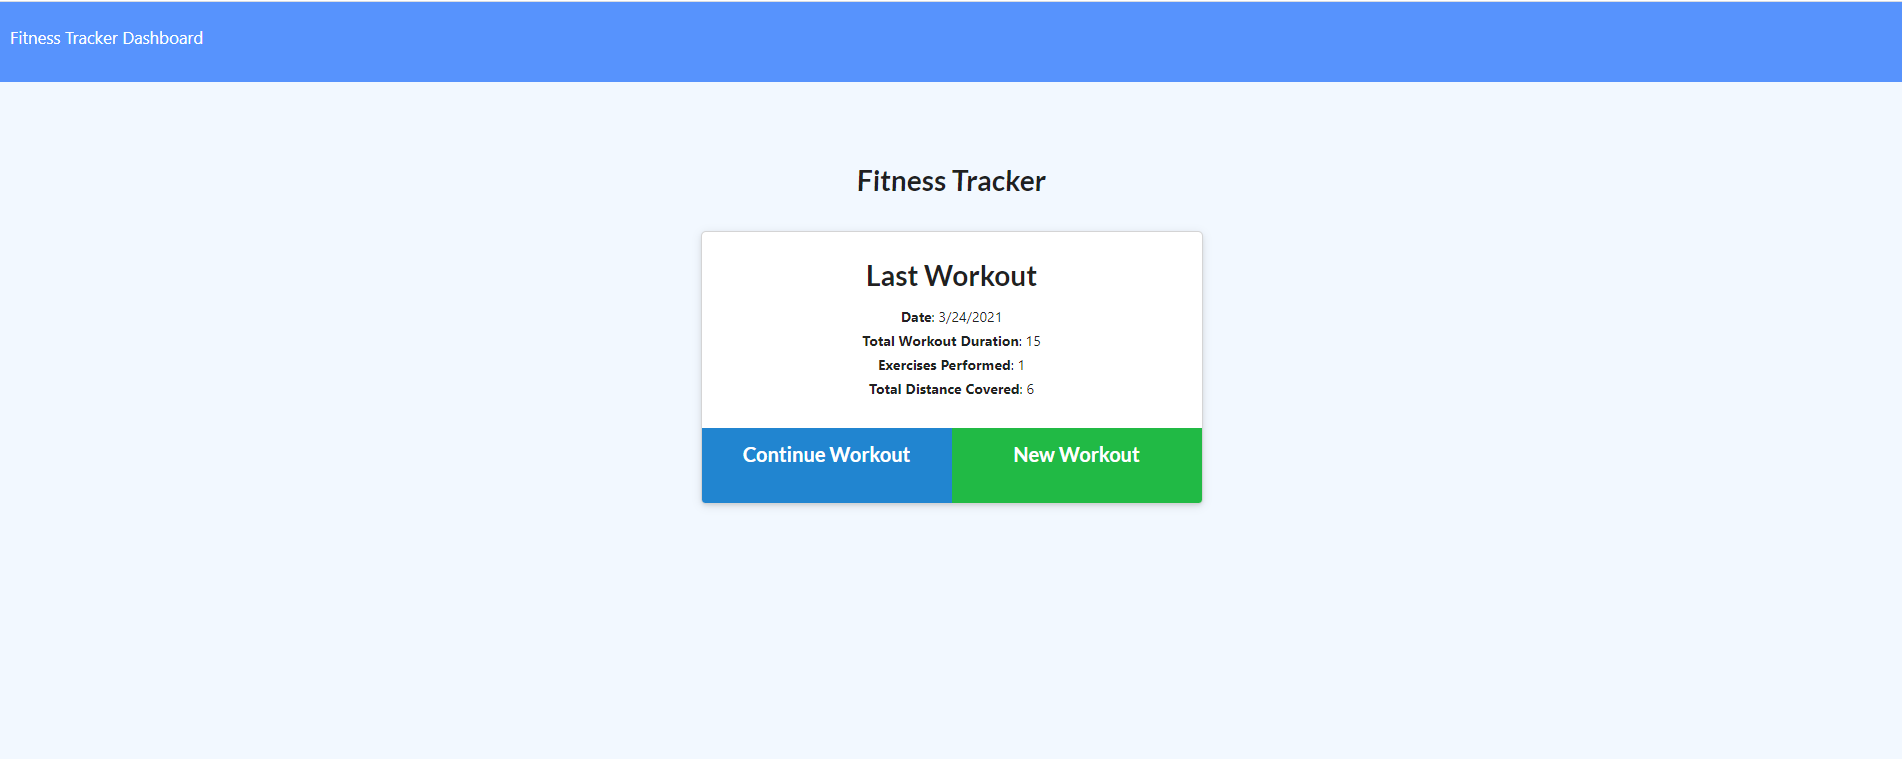 Fitness Tracker Dashboard
Fitness Tracker
Last Workout
Date: 3/24/2021
Total Workout Duration: 15
Exercises Performed: 1
Total Distance Covered: 6
Continue Workout
New Workout